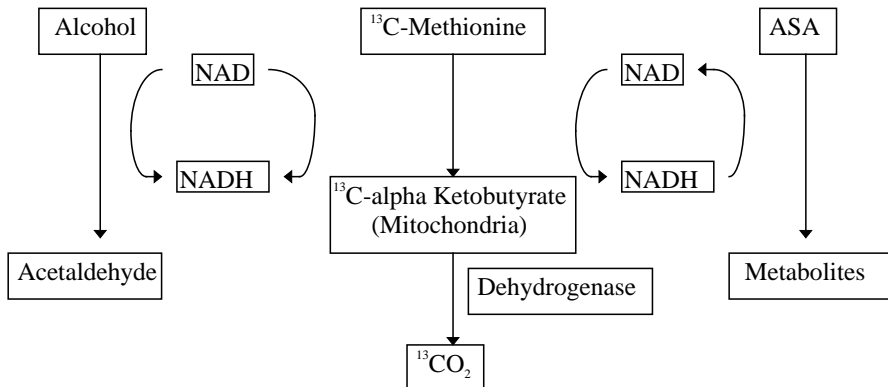 Alcohol
¹³C-Methionine
ASA
NAD
NAD
NADH
NADH
¹³C-alpha Ketobutyrate
(Mitochondria)
Acetaldehyde
Dehydrogenase
Metabolites
¹³CO₂